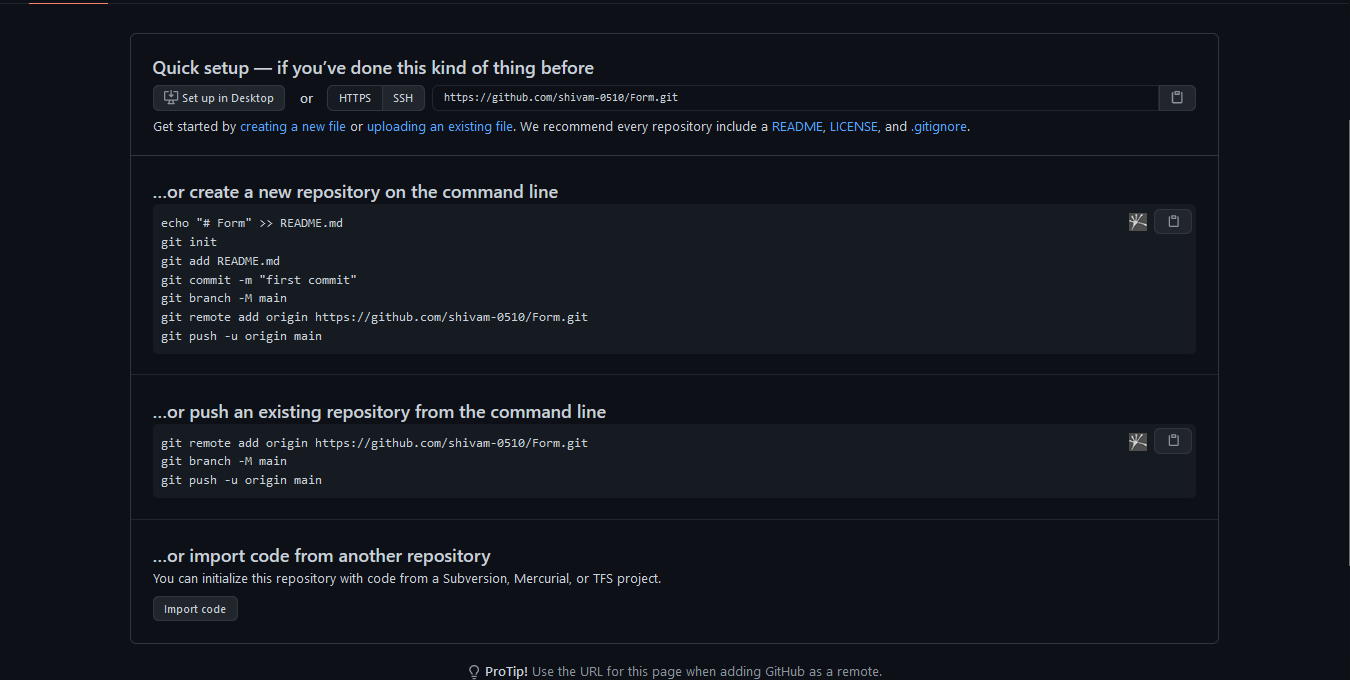 Quick setup — if you’ve done this kind of thing before
Set up in Desktop or HTTPS SSH https://github.com/shivam-0510/Form.git
Get started by creating a new file or uploading an existing file. We recommend every repository include a README, LICENSE, and .gitignore.
…or create a new repository on the command line
echo "# Form" >> README.md
git init
git add README.md
git commit -m "first commit"
git branch -M main
git remote add origin https://github.com/shivam-0510/Form.git
git push -u origin main
…or push an existing repository from the command line
git remote add origin https://github.com/shivam-0510/Form.git
git branch -M main
git push -u origin main
…or import code from another repository
You can initialize this repository with code from a Subversion, Mercurial, or TFS project.
Import code
ProTip! Use the URL for this page when adding GitHub as a remote.